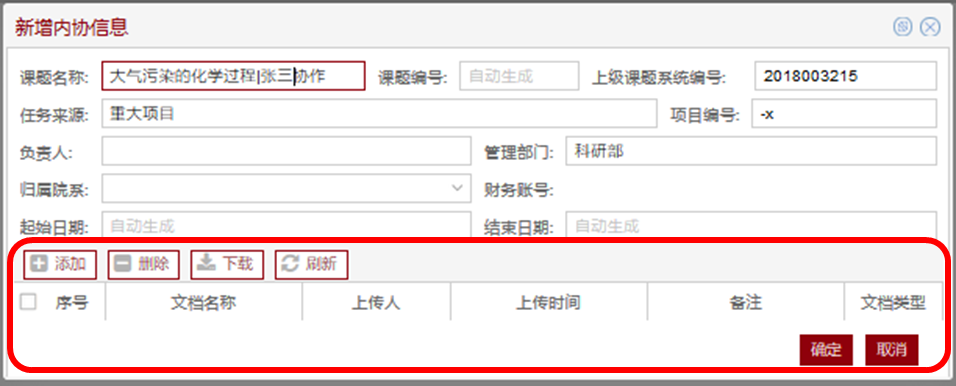 新增内协信息
课题名称: 大气污染的化学过程|张三协作 课题编号: 自动生成 上级课题系统编号: 2018003215
任务来源: 重大项目 项目编号: -x
负责人: 管理部门: 科研部
归属院系: 财务账号:
起始日期: 自动生成 结束日期: 自动生成
添加 删除 下载 刷新
序号 文档名称 上传人 上传时间 备注 文档类型
确定 取消